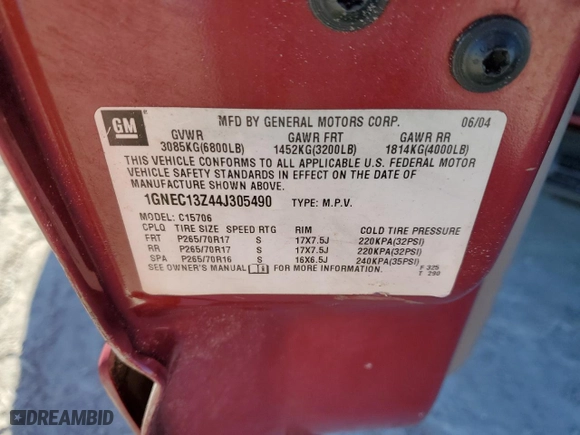 GM
MFD BY GENERAL MOTORS CORP. 06/04
GVWR GAWR FRT GAWR RR
3085KG(6800LB) 1452KG(3200LB) 1814KG(4000LB)
THIS VEHICLE CONFORMS TO ALL APPLICABLE U.S. FEDERAL MOTOR
VEHICLE SAFETY STANDARDS IN EFFECT ON THE DATE OF
MANUFACTURE SHOWN ABOVE.
1GNEC13Z44J305490 TYPE: M.P.V.
MODEL: C15706
CPLQ TIRE SIZE SPEED RTG RIM COLD TIRE PRESSURE
FRT P265/70R17 S 17X7.5J 220KPA(32PSI)
RR P265/70R17 S 17X7.5J 220KPA(32PSI)
SPA P265/70R16 S 16X6.5J 240KPA(35PSI)
SEE OWNER'S MANUAL FOR MORE INFORMATION.
F 325
T 290
DREAMBID